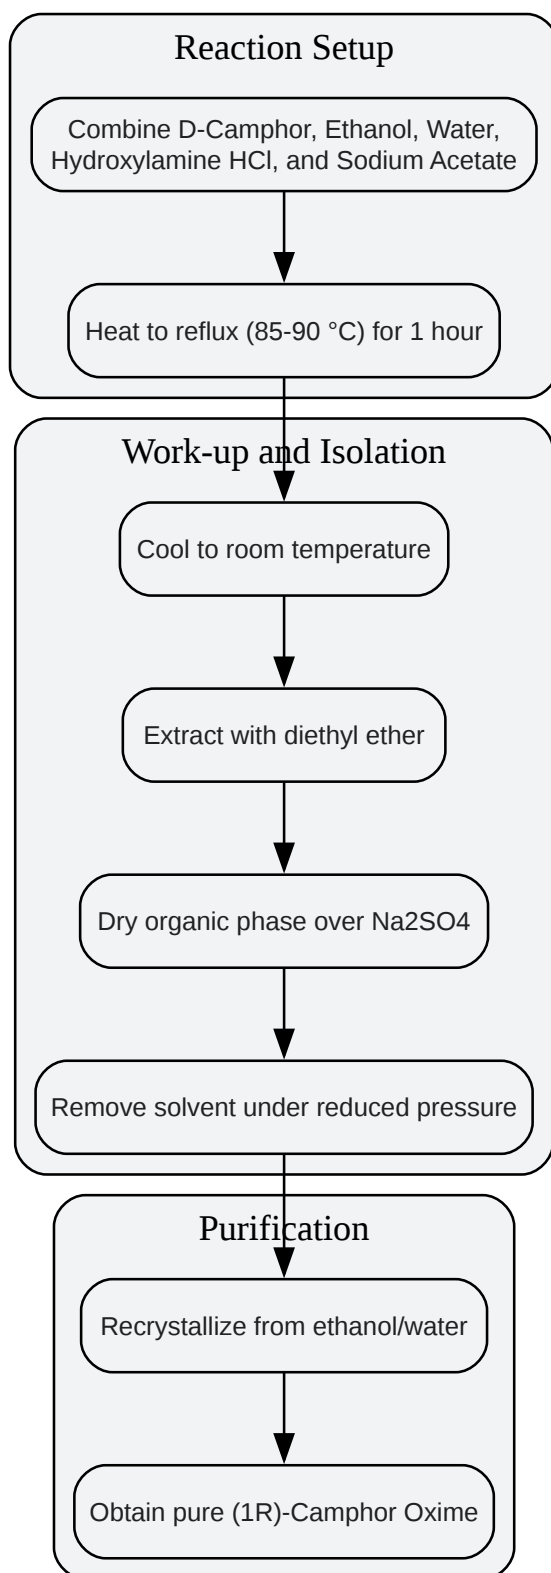 Reaction Setup
Combine D-Camphor, Ethanol, Water,
Hydroxylamine HCl, and Sodium Acetate
Heat to reflux (85-90 °C) for 1 hour
Work-up and Isolation
Cool to room temperature
Extract with diethyl ether
Dry organic phase over Na2SO4
Remove solvent under reduced pressure
Purification
Recrystallize from ethanol/water
Obtain pure (1R)-Camphor Oxime